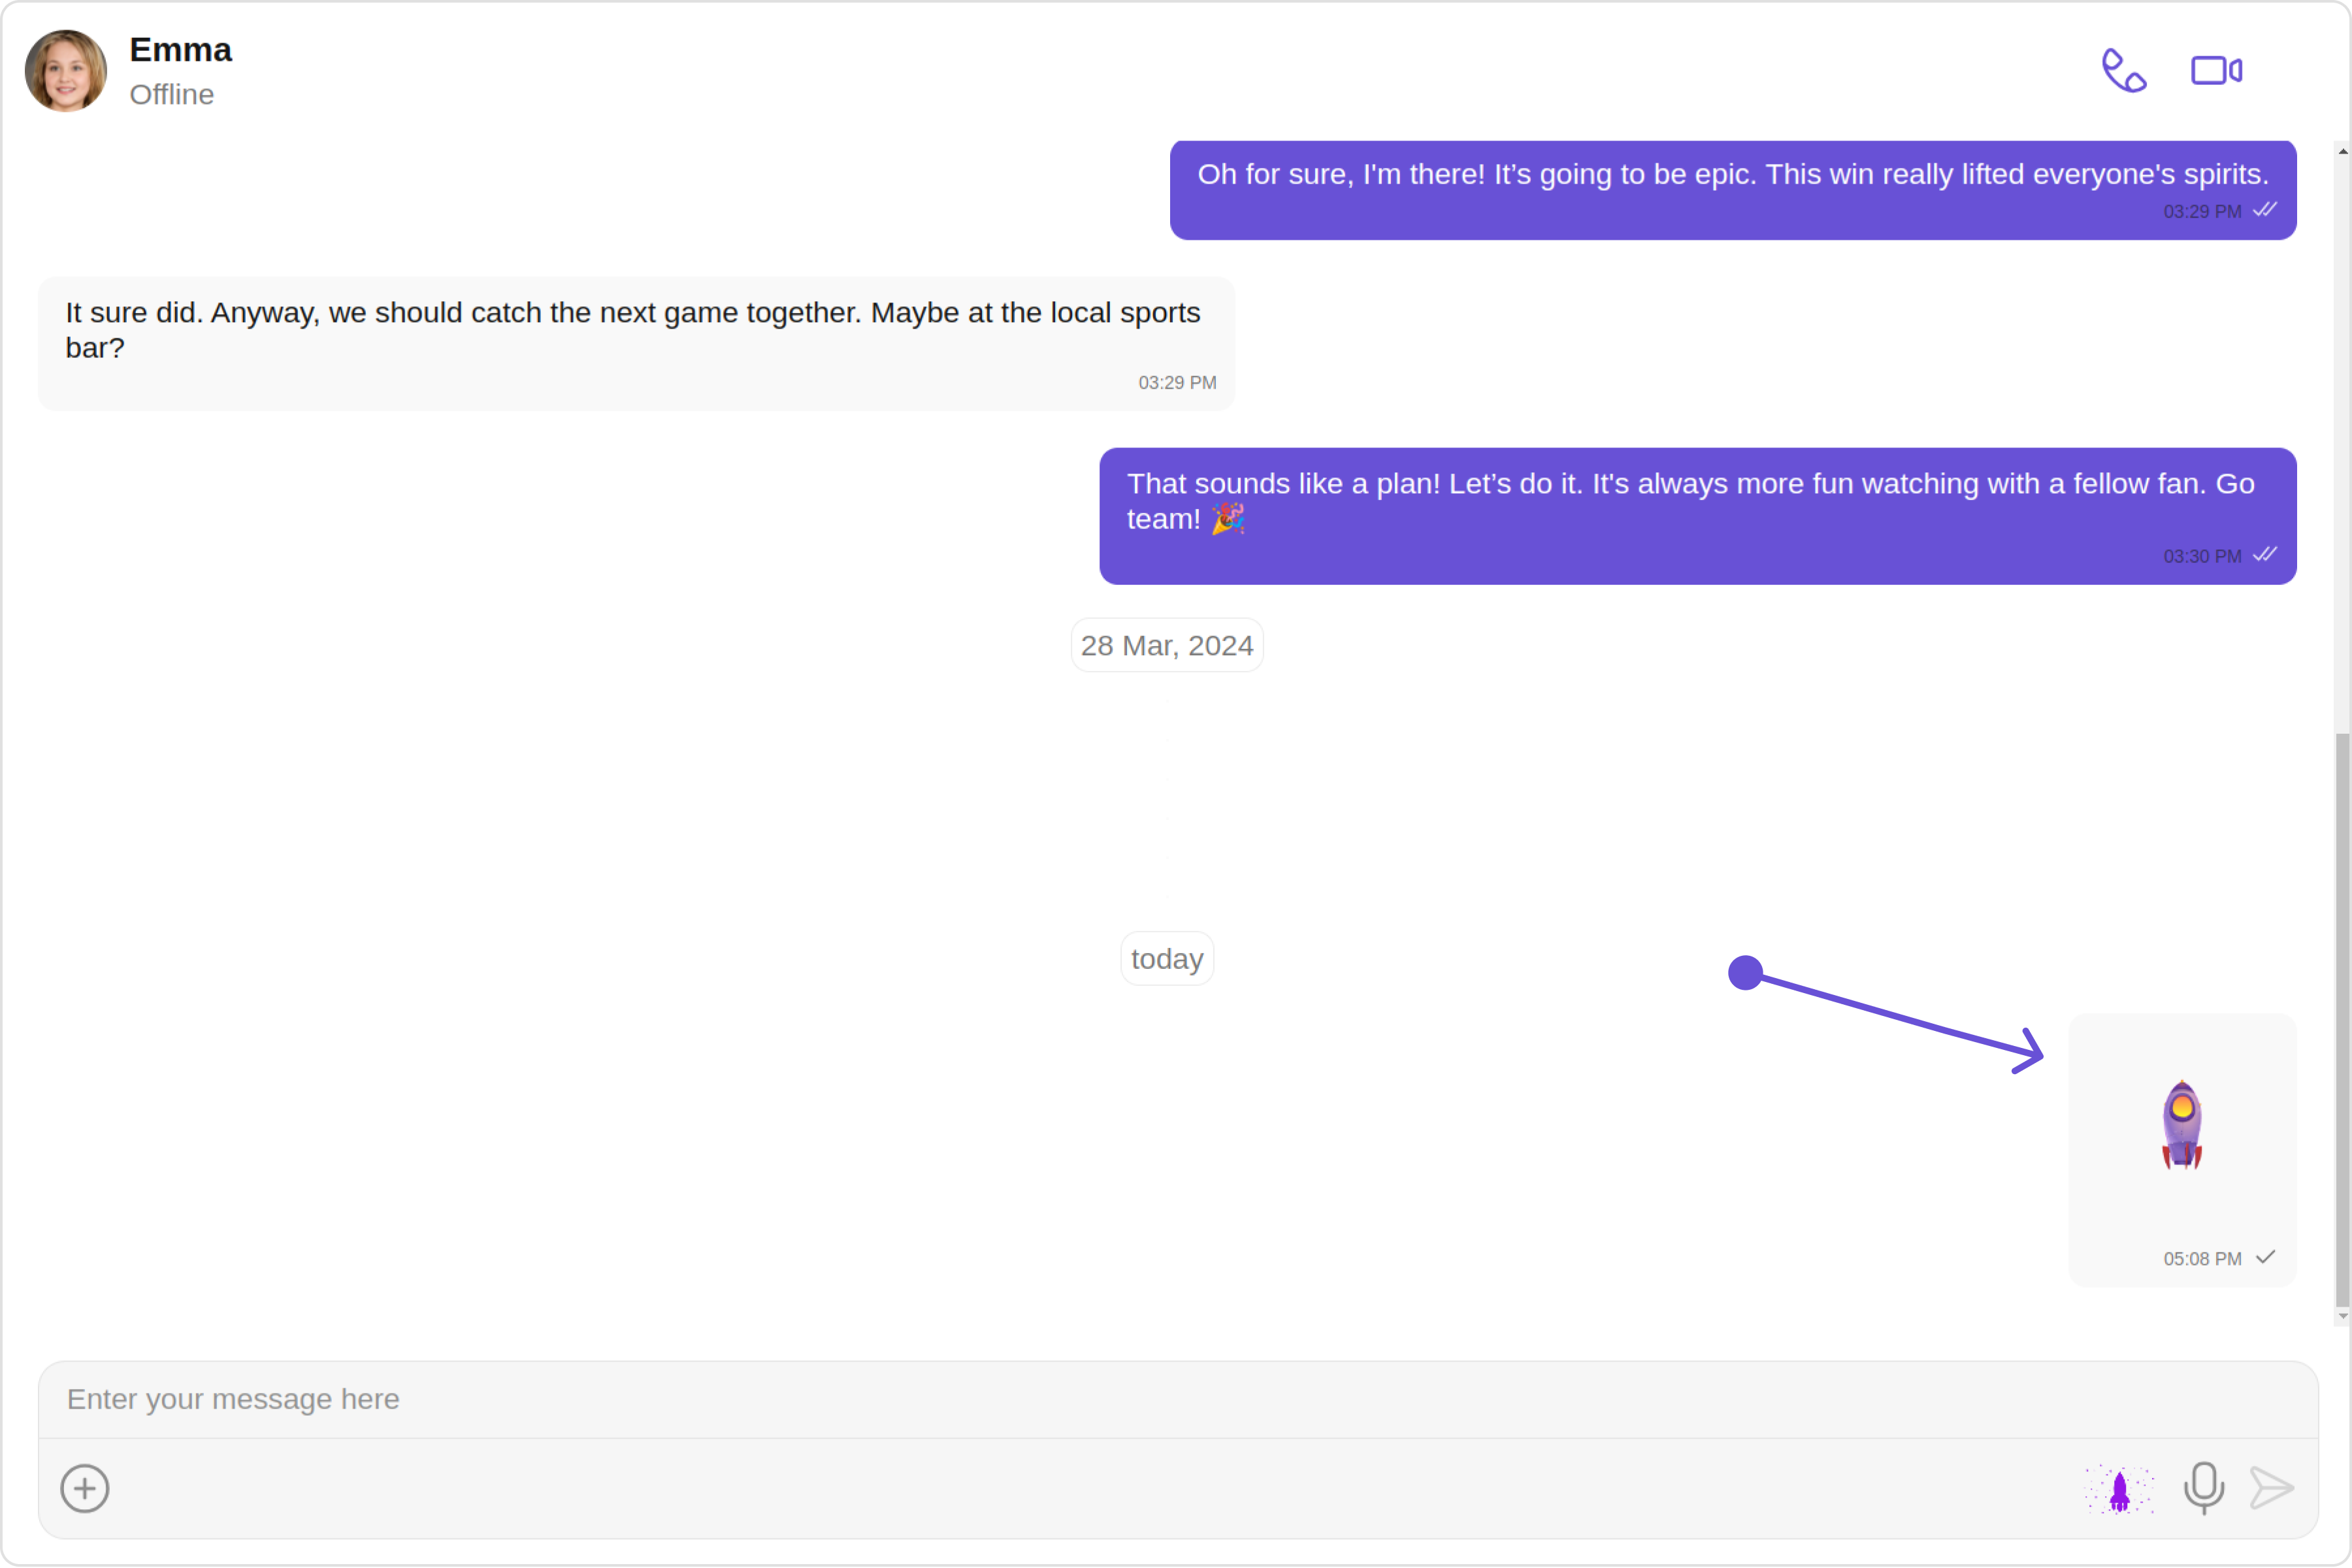 Emma
Offline
Oh for sure, I'm there! It’s going to be epic. This win really lifted everyone's spirits.
03:29 PM
It sure did. Anyway, we should catch the next game together. Maybe at the local sports
bar?
03:29 PM
That sounds like a plan! Let’s do it. It's always more fun watching with a fellow fan. Go
team! 🎉
03:30 PM
28 Mar, 2024
today
05:08 PM
Enter your message here